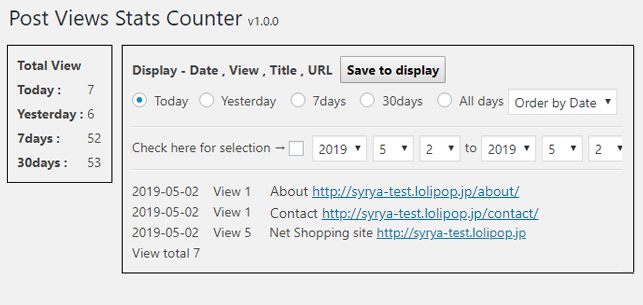 Post Views Stats Counter v1.0.0
Total View
Today : 7
Yesterday : 6
7days : 52
30days : 53
Display - Date , View , Title , URL Save to display
Today Yesterday 7days 30days All days Order by Date
Check here for selection → 2019 5 2 to 2019 5 2
2019-05-02 View 1 About http://syrya-test.lolipop.jp/about/
2019-05-02 View 1 Contact http://syrya-test.lolipop.jp/contact/
2019-05-02 View 5 Net Shopping site http://syrya-test.lolipop.jp
View total 7